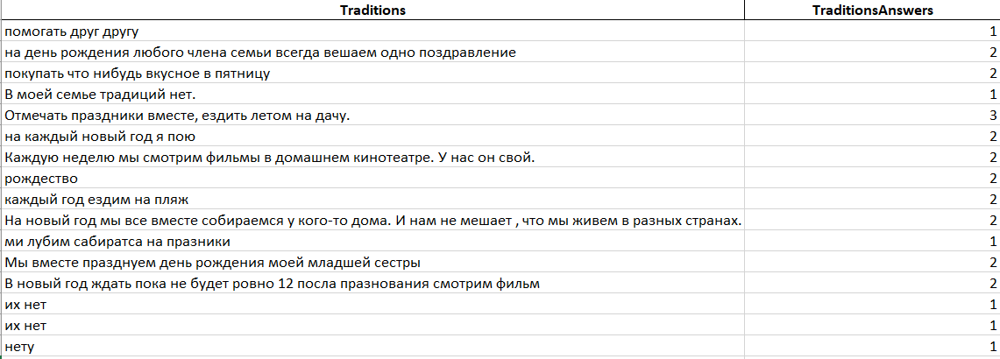 Traditions TraditionsAnswers
помогать друг другу 1
на день рождения любого члена семьи всегда вешаем одно поздравление 2
покупать что нибудь вкусное в пятницу 2
В моей семье традиций нет. 1
Отмечать праздники вместе, ездить летом на дачу. 3
на каждый новый год я пою 2
Каждую неделю мы смотрим фильмы в домашнем кинотеатре. У нас он свой. 2
рождество 2
каждый год ездим на пляж 2
На новый год мы все вместе собираемся у кого-то дома. И нам не мешает , что мы живем в разных странах. 2
ми лубим сабиратса на празники 1
Мы вместе празднуем день рождения моей младшей сестры 2
В новый год ждать пока не будет ровно 12 посла празнования смотрим фильм 2
их нет 1
их нет 1
нету 1